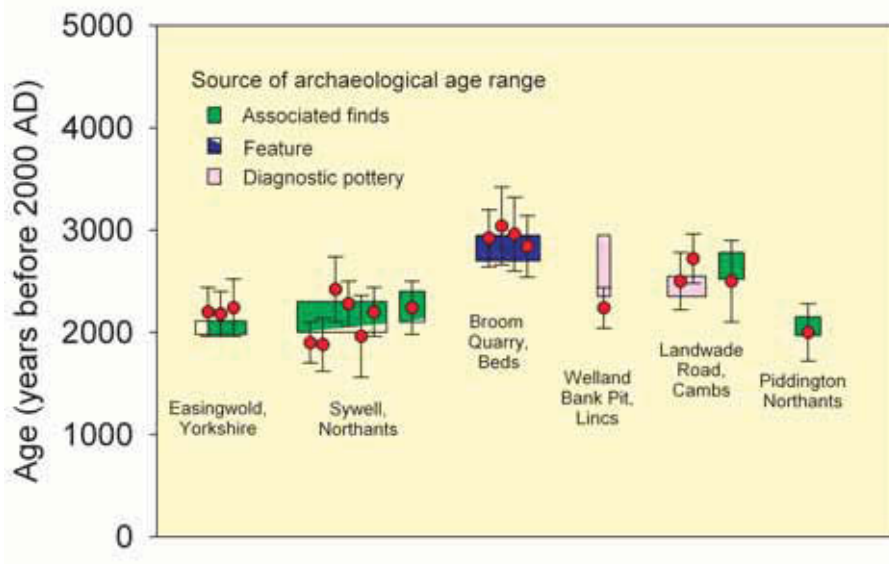 5000
4000
3000
2000
1000
0
Age (years before 2000 AD)
Source of archaeological age range
Associated finds
Feature
Diagnostic pottery
Easingwold,
Yorkshire
Sywell,
Northants
Broom
Quarry,
Beds
Welland
Bank Pit,
Lincs
Landwade
Road,
Cambs
Piddington
Northants